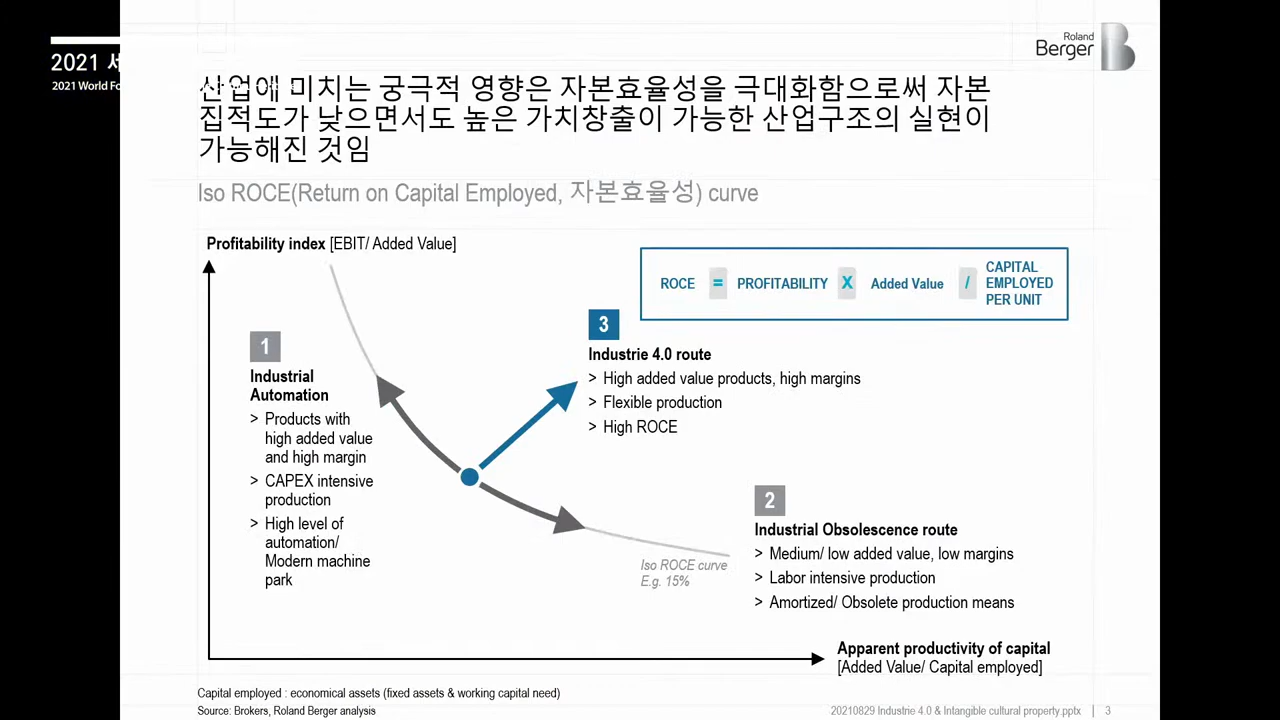 2021 세
2021 World Fo
Roland
Berger
산업에 미치는 궁극적 영향은 자본효율성을 극대화함으로써 자본
집적도가 낮으면서도 높은 가치창출이 가능한 산업구조의 실현이
가능해진 것임
Iso ROCE(Return on Capital Employed, 자본효율성) curve
Profitability index [EBIT/ Added Value]
ROCE = PROFITABILITY X Added Value / CAPITAL
EMPLOYED
PER UNIT
1
Industrial
Automation
> Products with
high added value
and high margin
> CAPEX intensive
production
> High level of
automation/
Modern machine
park
3
Industrie 4.0 route
> High added value products, high margins
> Flexible production
> High ROCE
2
Industrial Obsolescence route
> Medium/ low added value, low margins
> Labor intensive production
> Amortized/ Obsolete production means
Iso ROCE curve
E.g. 15%
Apparent productivity of capital
[Added Value/ Capital employed]
Capital employed : economical assets (fixed assets & working capital need)
Source: Brokers, Roland Berger analysis
20210829 Industrie 4.0 & Intangible cultural property.pptx | 3